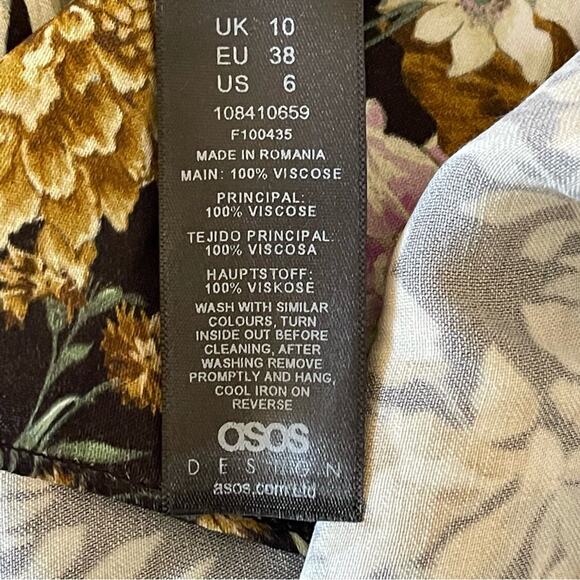 UK 10
EU 38
US 6
108410659
F100435
MADE IN ROMANIA
MAIN: 100% VISCOSE
PRINCIPAL:
100% VISCOSE
TEJIDO PRINCIPAL:
100% VISCOSA
HAUPTSTOFF:
100% VISKOSE
WASH WITH SIMILAR
COLOURS, TURN
INSIDE OUT BEFORE
CLEANING, AFTER
WASHING REMOVE
PROMPTLY AND HANG,
COOL IRON ON
REVERSE
asos
DESIGN
asos.com Ltd